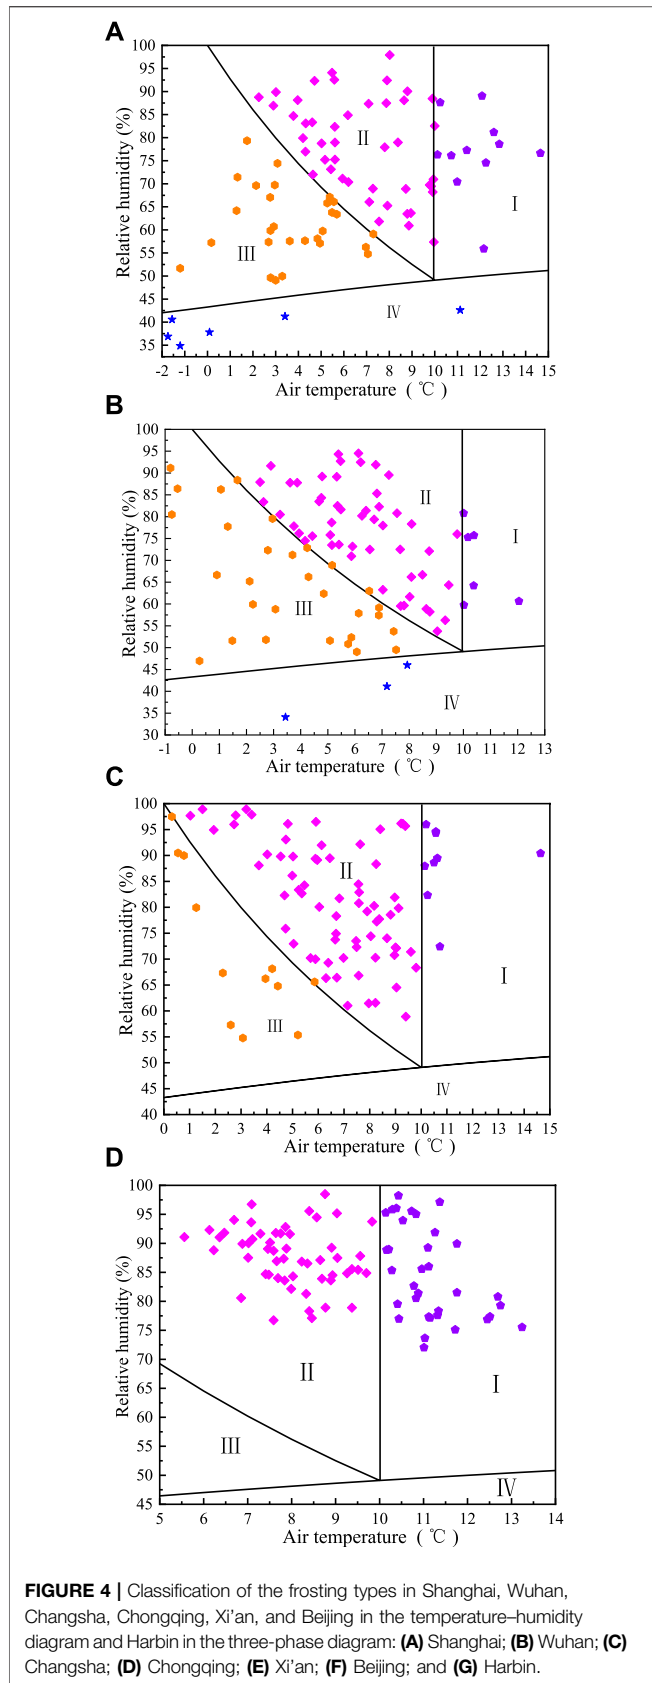 A
100
95
90
85
80
75
70
65
60
55
50
45
40
35
Relative humidity (%)
II
I
III
IV
-2 -1 0 1 2 3 4 5 6 7 8 9 10 11 12 13 14 15
Air temperature (℃)
B
100
95
90
85
80
75
70
65
60
55
50
45
40
35
30
Relative humidity (%)
II
I
III
IV
-1 0 1 2 3 4 5 6 7 8 9 10 11 12 13
Air temperature (℃)
C
100
95
90
85
80
75
70
65
60
55
50
45
40
Relative humidity (%)
II
I
III
IV
0 1 2 3 4 5 6 7 8 9 10 11 12 13 14 15
Air temperature (℃)
D
100
95
90
85
80
75
70
65
60
55
50
45
Relative humidity (%)
II
I
III
IV
5 6 7 8 9 10 11 12 13 14
Air temperature (℃)
FIGURE 4 | Classification of the frosting types in Shanghai, Wuhan,
Changsha, Chongqing, Xi’an, and Beijing in the temperature–humidity
diagram and Harbin in the three-phase diagram: (A) Shanghai; (B) Wuhan; (C)
Changsha; (D) Chongqing; (E) Xi’an; (F) Beijing; and (G) Harbin.